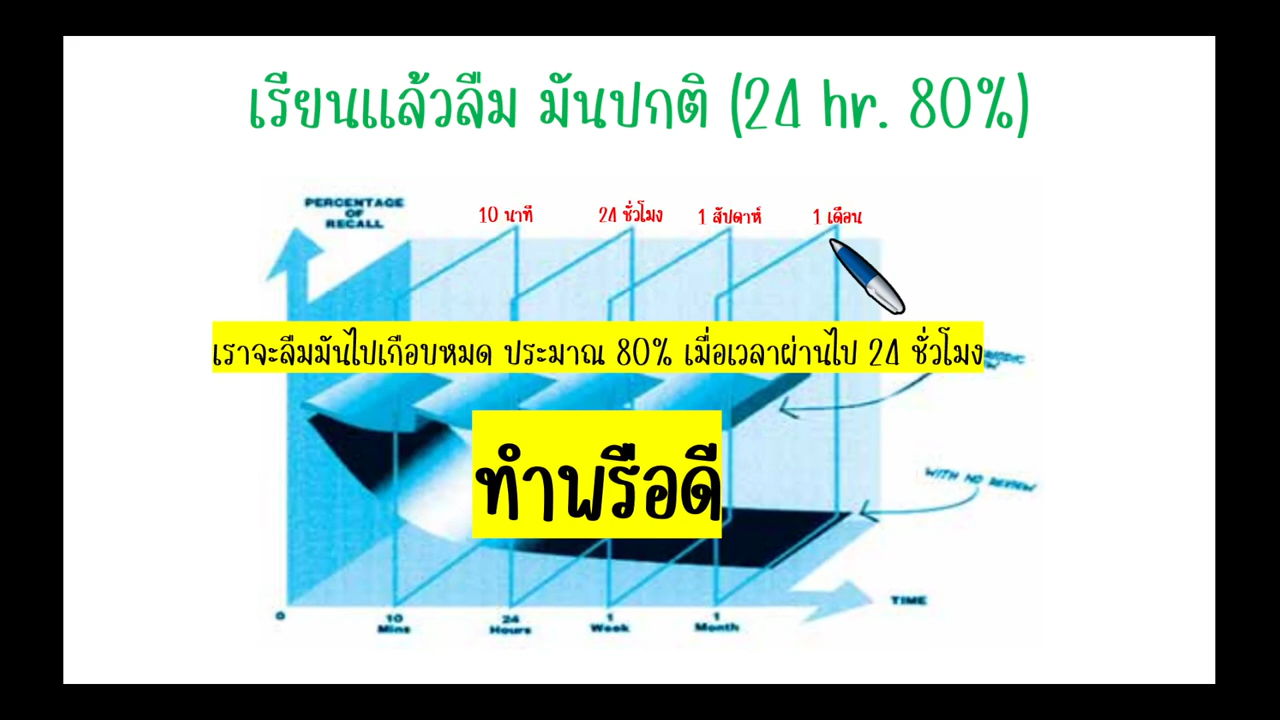 เรียนแล้วลืม มันปกติ (24 hr. 80%)
PERCENTAGE
OF
RECALL
10 นาที
24 ชั่วโมง
1 สัปดาห์
1 เดือน
เราจะลืมมันไปเกือบหมด ประมาณ 80% เมื่อเวลาผ่านไป 24 ชั่วโมง
ทำพรือดี
WITH NO REVIEW
TIME
0
10
Mins
24
Hours
1
Week
1
Month